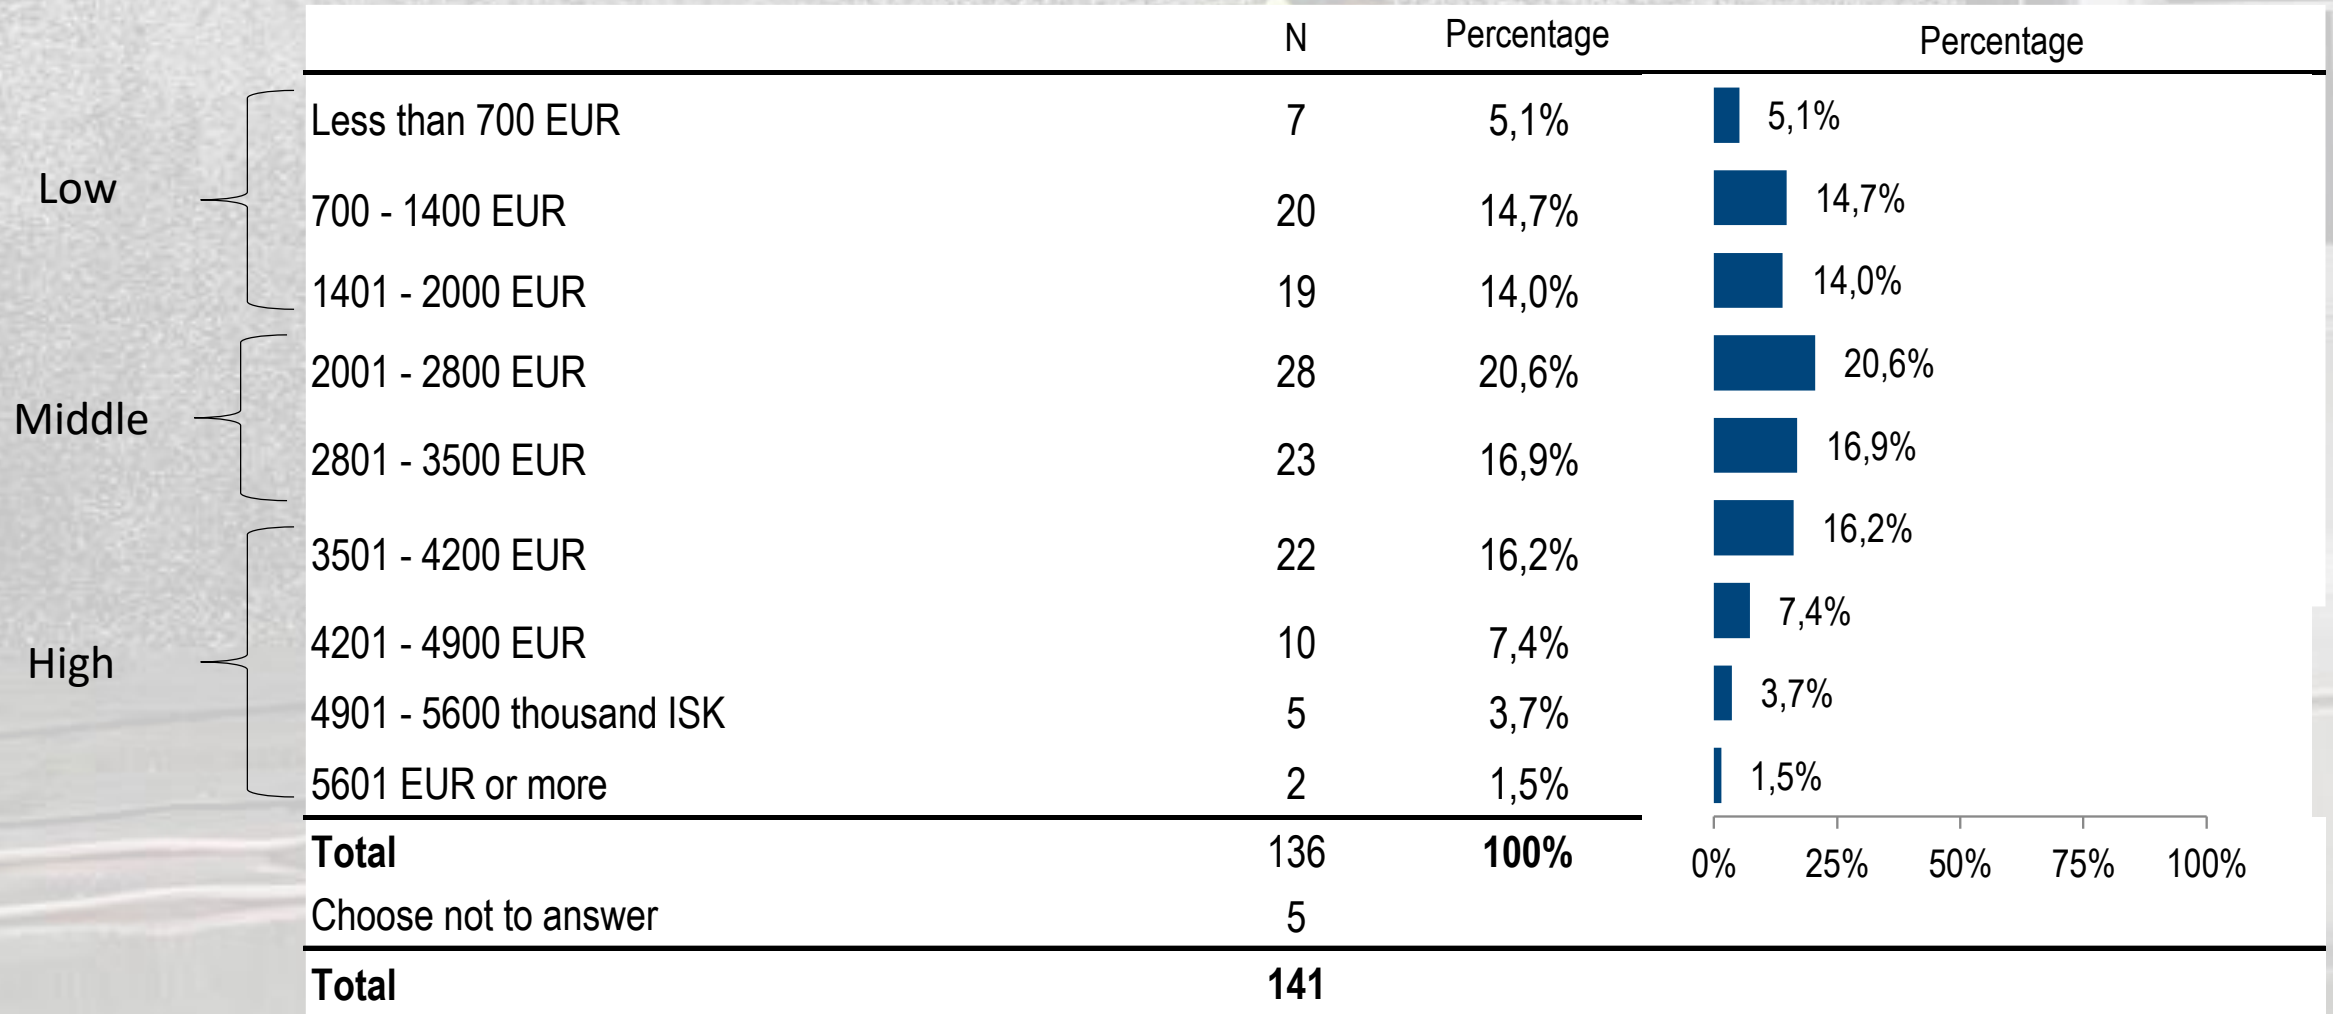 N Percentage Percentage
Less than 700 EUR 7 5,1% 5,1%
Low
700 - 1400 EUR 20 14,7% 14,7%
1401 - 2000 EUR 19 14,0% 14,0%
2001 - 2800 EUR 28 20,6% 20,6%
Middle
2801 - 3500 EUR 23 16,9% 16,9%
3501 - 4200 EUR 22 16,2% 16,2%
4201 - 4900 EUR 10 7,4% 7,4%
High
4901 - 5600 thousand ISK 5 3,7% 3,7%
5601 EUR or more 2 1,5% 1,5%
Total 136 100% 0% 25% 50% 75% 100%
Choose not to answer 5
Total 141